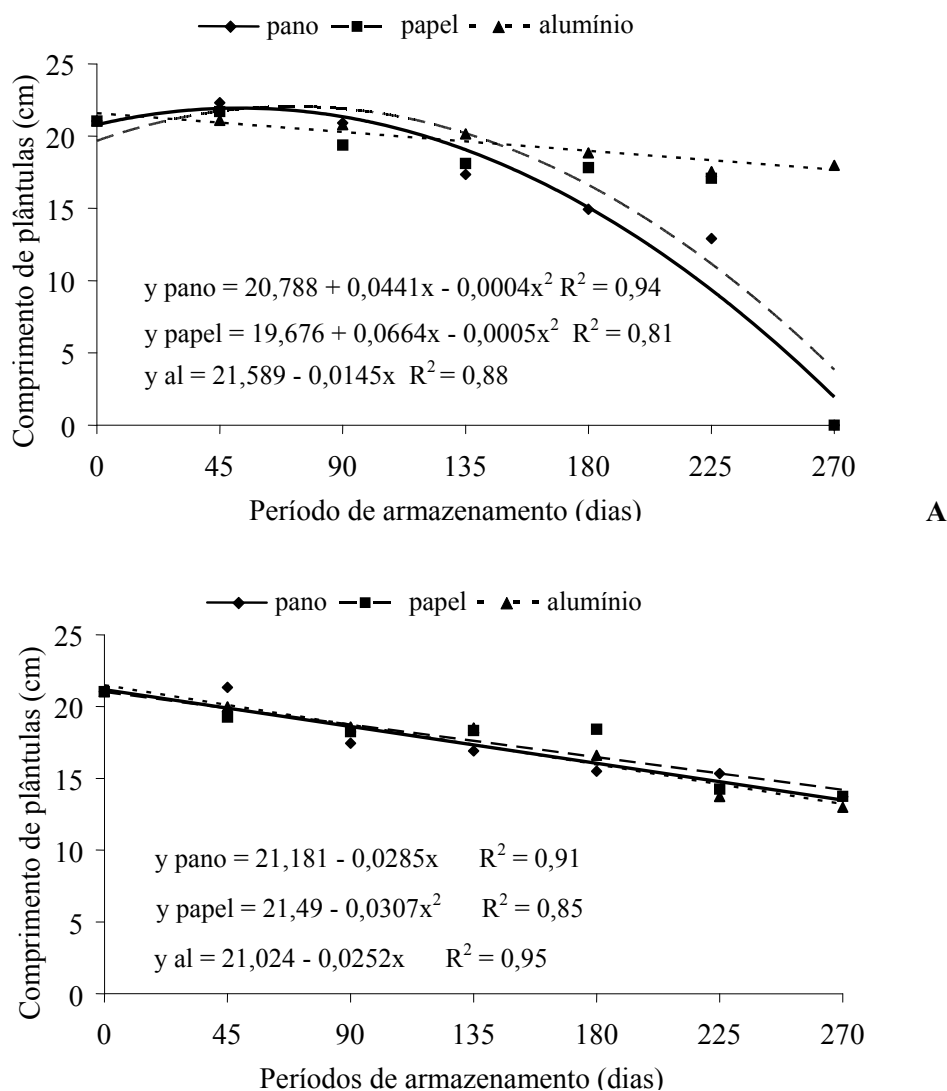 pano papel alumínio
25
20
15
10
5
0
Comprimento de plântulas (cm)
y pano = 20,788 + 0,0441x - 0,0004x² R² = 0,94
y papel = 19,676 + 0,0664x - 0,0005x² R² = 0,81
y al = 21,589 - 0,0145x R² = 0,88
0 45 90 135 180 225 270
Período de armazenamento (dias)
A
pano papel alumínio
25
20
15
10
5
0
Comprimento de plântulas (cm)
y pano = 21,181 - 0,0285x R² = 0,91
y papel = 21,49 - 0,0307x² R² = 0,85
y al = 21,024 - 0,0252x R² = 0,95
0 45 90 135 180 225 270
Períodos de armazenamento (dias)